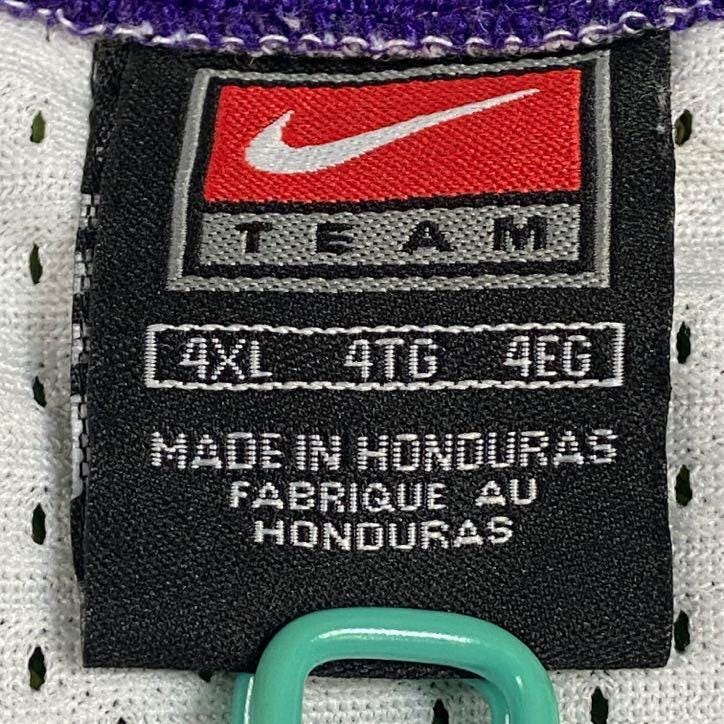 TEAM
4XL 4TG 4EG
MADE IN HONDURAS
FABRIQUE AU
HONDURAS